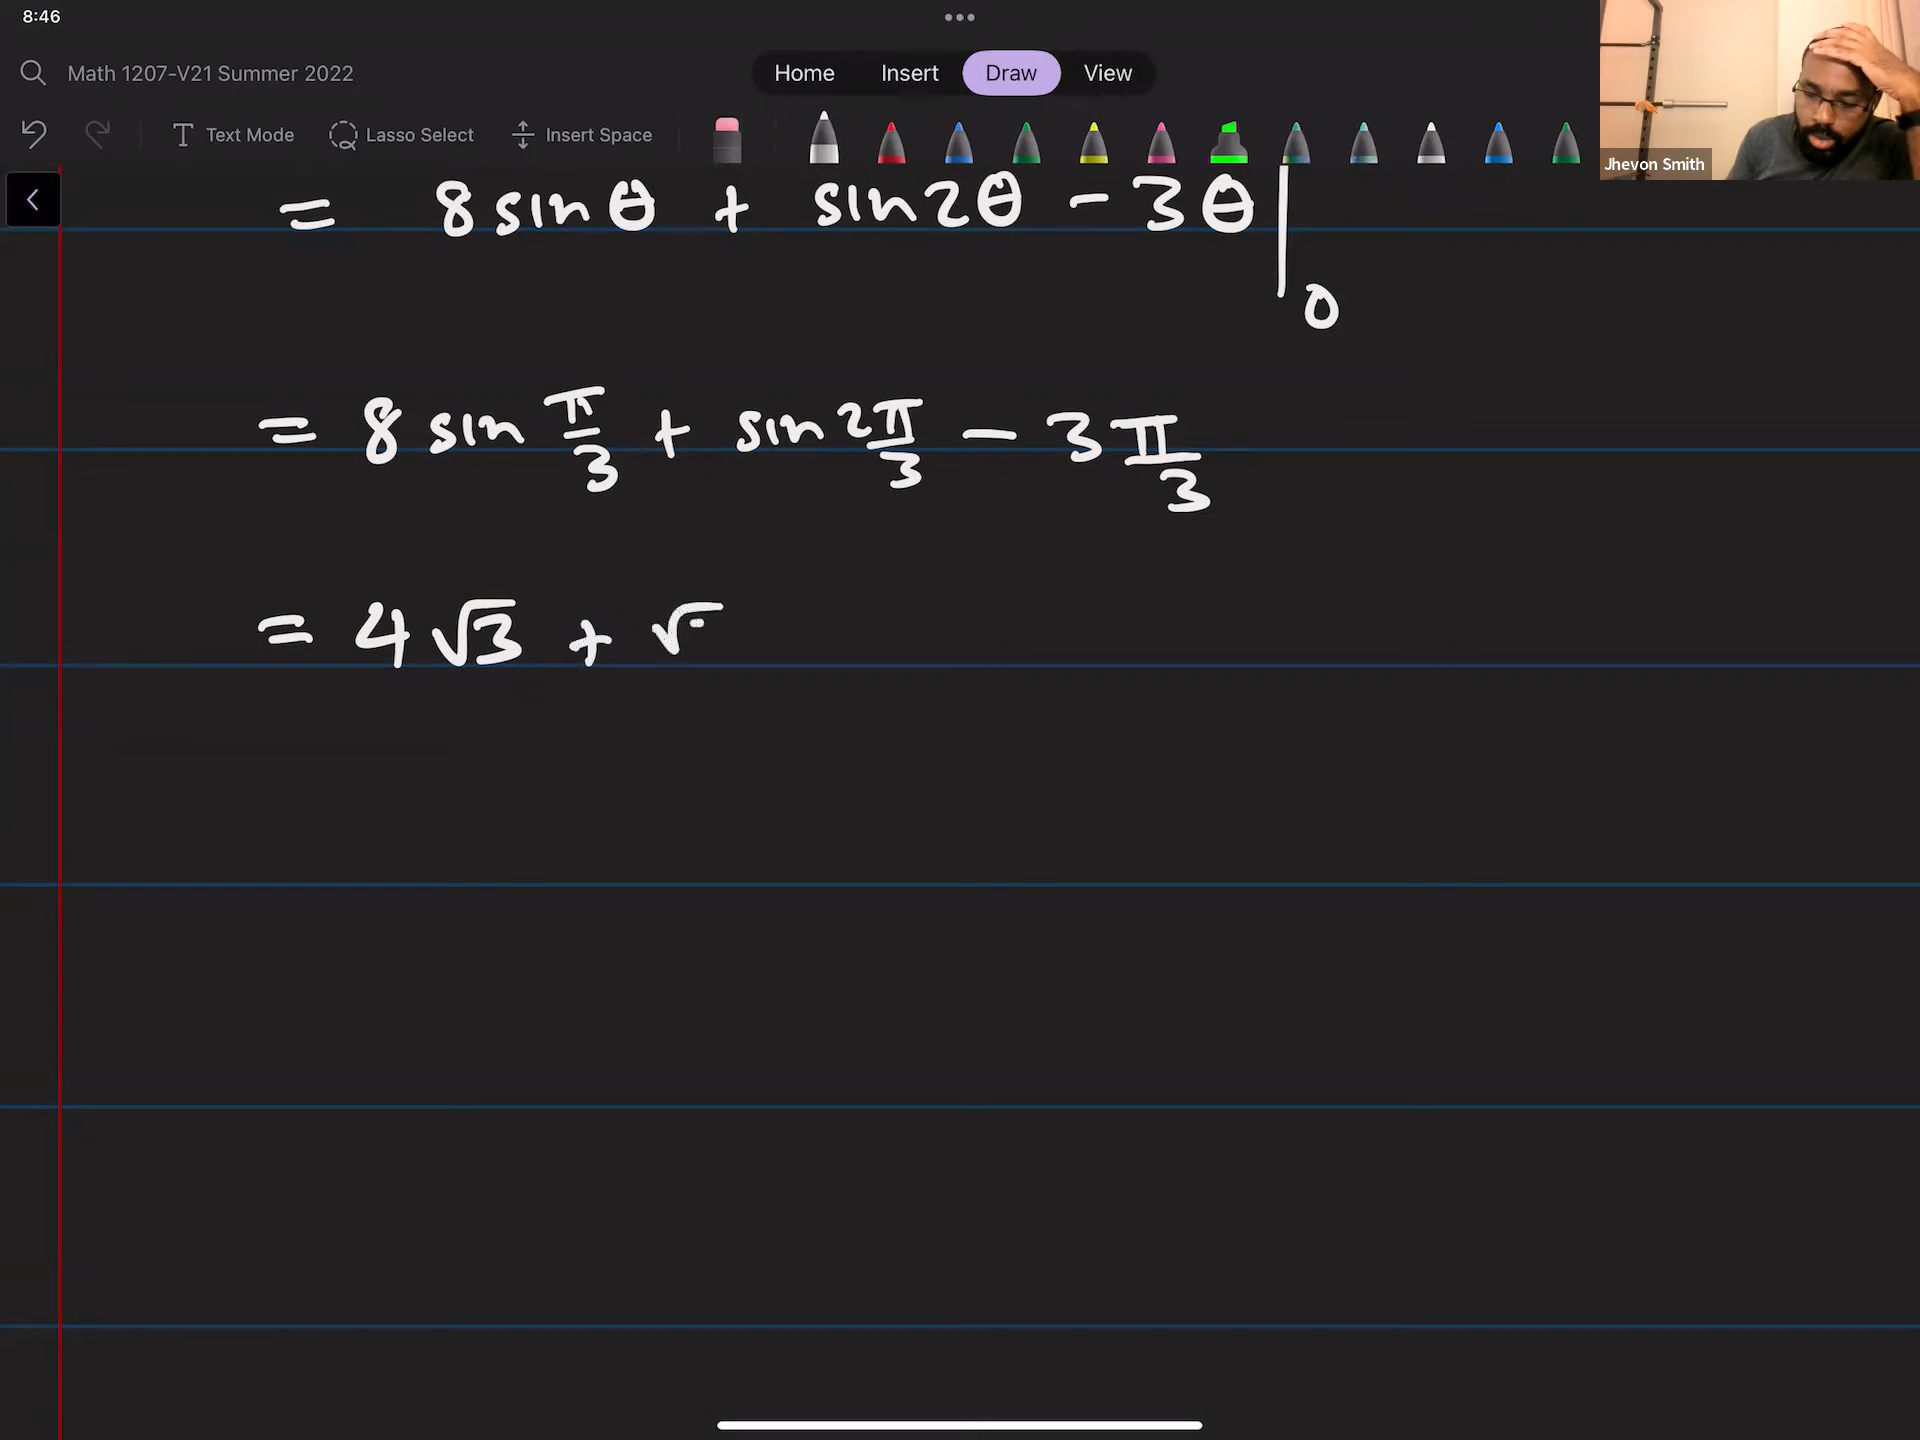 8:46
Math 1207-V21 Summer 2022
Home Insert Draw View
Text Mode Lasso Select Insert Space
Jhevon Smith
= 8 sin θ + sin 2θ - 3θ |
0
= 8 sin π/3 + sin 2π/3 - 3 π/3
= 4 √3 + √